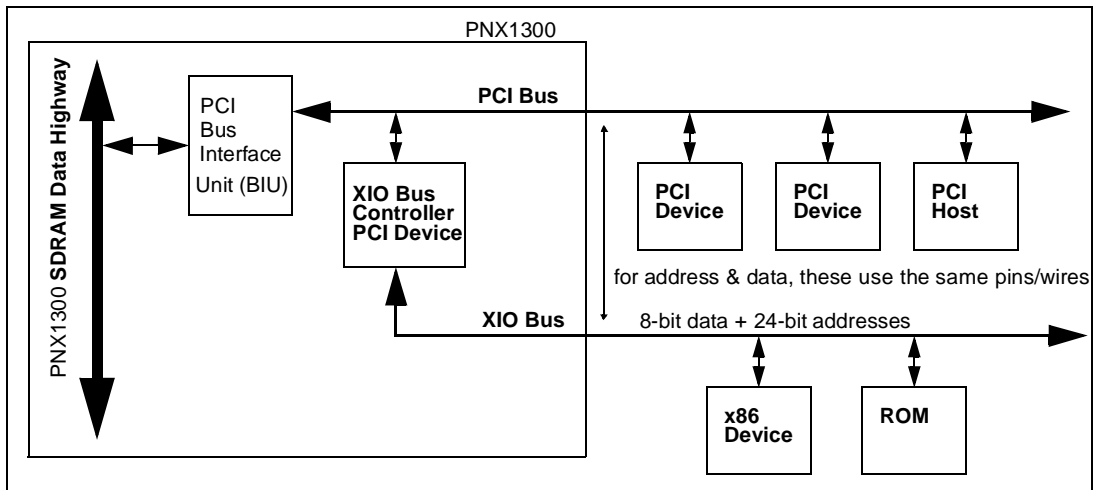 PNX1300
PNX1300 SDRAM Data Highway
PCI
Bus
Interface
Unit (BIU)
PCI Bus
XIO Bus
Controller
PCI Device
PCI
Device
PCI
Device
PCI
Host
for address & data, these use the same pins/wires
XIO Bus
8-bit data + 24-bit addresses
x86
Device
ROM